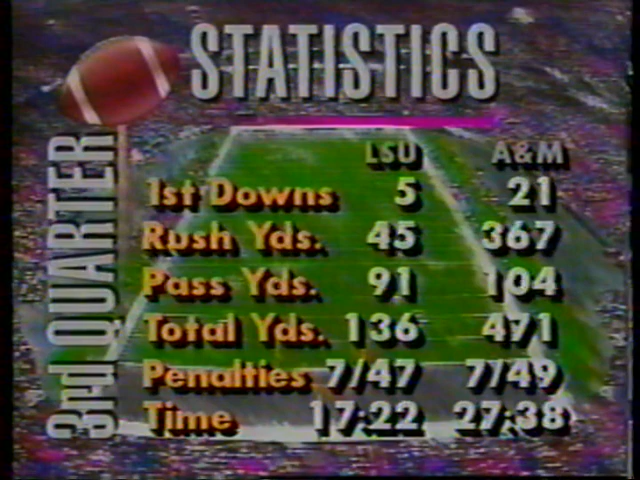 STATISTICS
3rd QUARTER
LSU A&M
1st Downs 5 21
Rush Yds. 45 367
Pass Yds. 91 104
Total Yds. 136 471
Penalties 7/47 7/49
Time 17:22 27:38